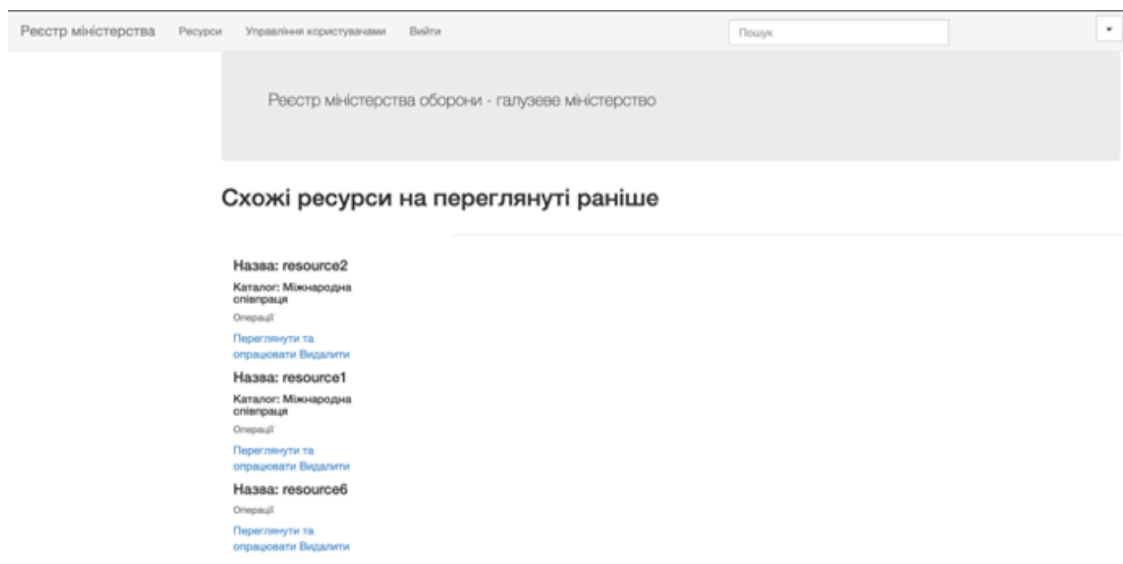 Реєстр міністерства Ресурси Управління користувачами Вийти Пошук
Реєстр міністерства оборони - галузеве міністерство
Схожі ресурси на переглянуті раніше
Назва: resource2
Каталог: Міжнародна
співпраця
Операції
Переглянути та
опрацювати Видалити
Назва: resource1
Каталог: Міжнародна
співпраця
Операції
Переглянути та
опрацювати Видалити
Назва: resource6
Операції
Переглянути та
опрацювати Видалити